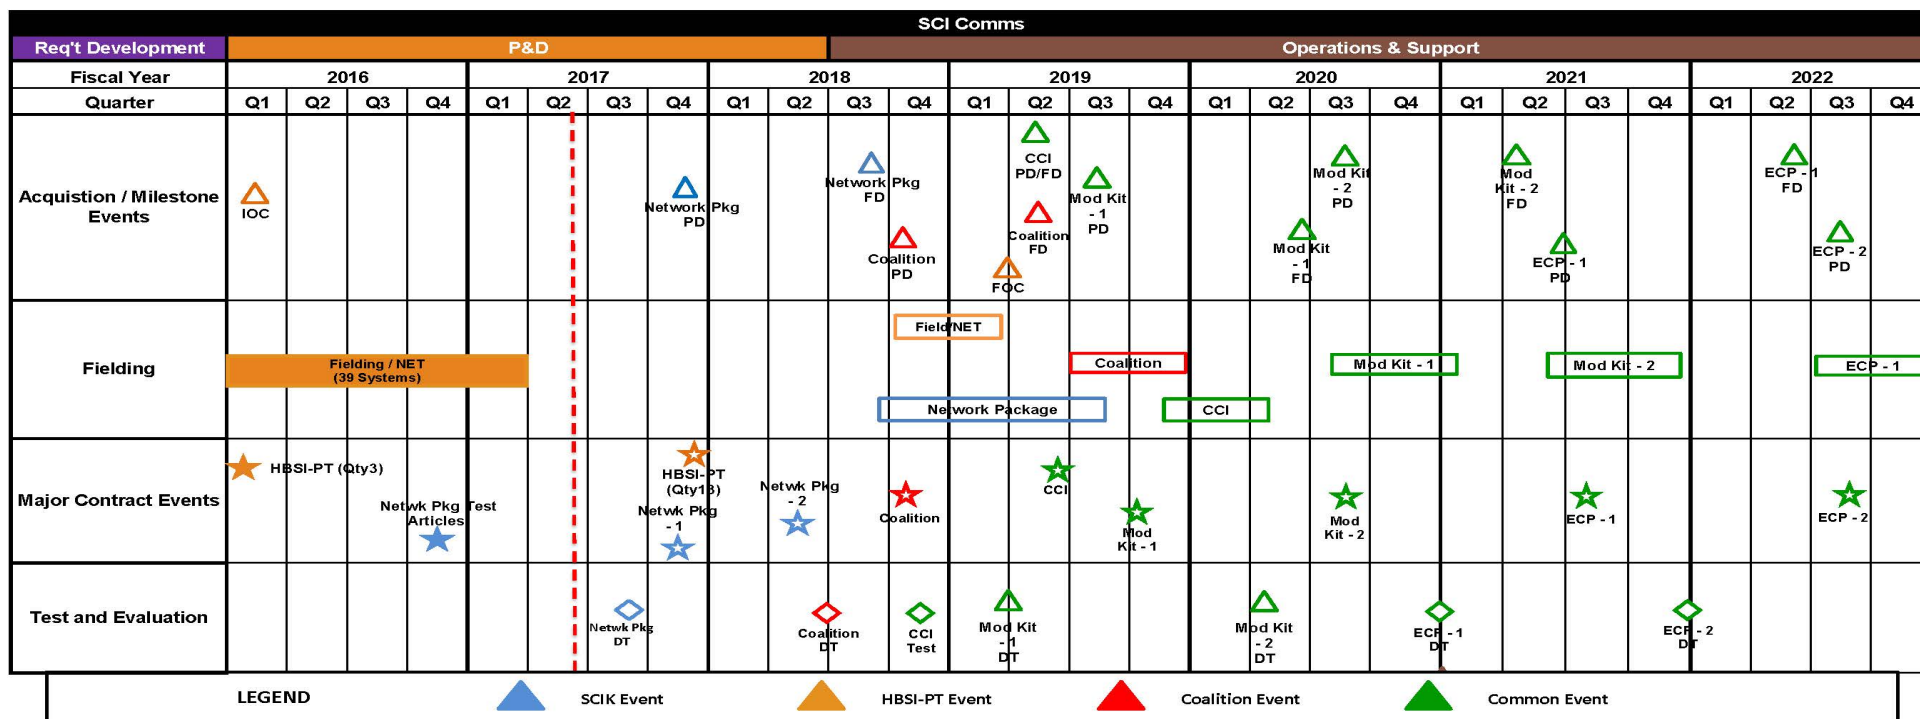 SCI Comms
Req't Development P&D Operations & Support
Fiscal Year 2016 2017 2018 2019 2020 2021 2022
Quarter Q1 Q2 Q3 Q4 Q1 Q2 Q3 Q4 Q1 Q2 Q3 Q4 Q1 Q2 Q3 Q4 Q1 Q2 Q3 Q4 Q1 Q2 Q3 Q4 Q1 Q2 Q3 Q4
Acquistion / Milestone
Events
IOC
Network Pkg
PD
Network Pkg
FD
Coalition
PD
CCI
PD/FD
Coalition
FD
FOC
Mod Kit
- 1
PD
Mod Kit
- 1
FD
Mod Kit
- 2
PD
Mod
Kit - 2
FD
ECP - 1
PD
ECP - 1
FD
ECP - 2
PD
Fielding
Fielding / NET
(39 Systems)
Field/NET
Network Package
Coalition
CCI
Mod Kit - 1
Mod Kit - 2
ECP - 1
Major Contract Events
HBSI-PT (Qty3)
Netwk Pkg Test
Articles
HBSI-PT
(Qty13)
Netwk Pkg
- 1
Netwk Pkg
- 2
Coalition
CCI
Mod
Kit - 1
Mod
Kit - 2
ECP - 1
ECP - 2
Test and Evaluation
Netwk Pkg
DT
Coalition
DT
CCI
Test
Mod Kit
- 1
DT
Mod Kit
- 2
DT
ECP - 1
DT
ECP - 2
DT
LEGEND SCIK Event HBSI-PT Event Coalition Event Common Event